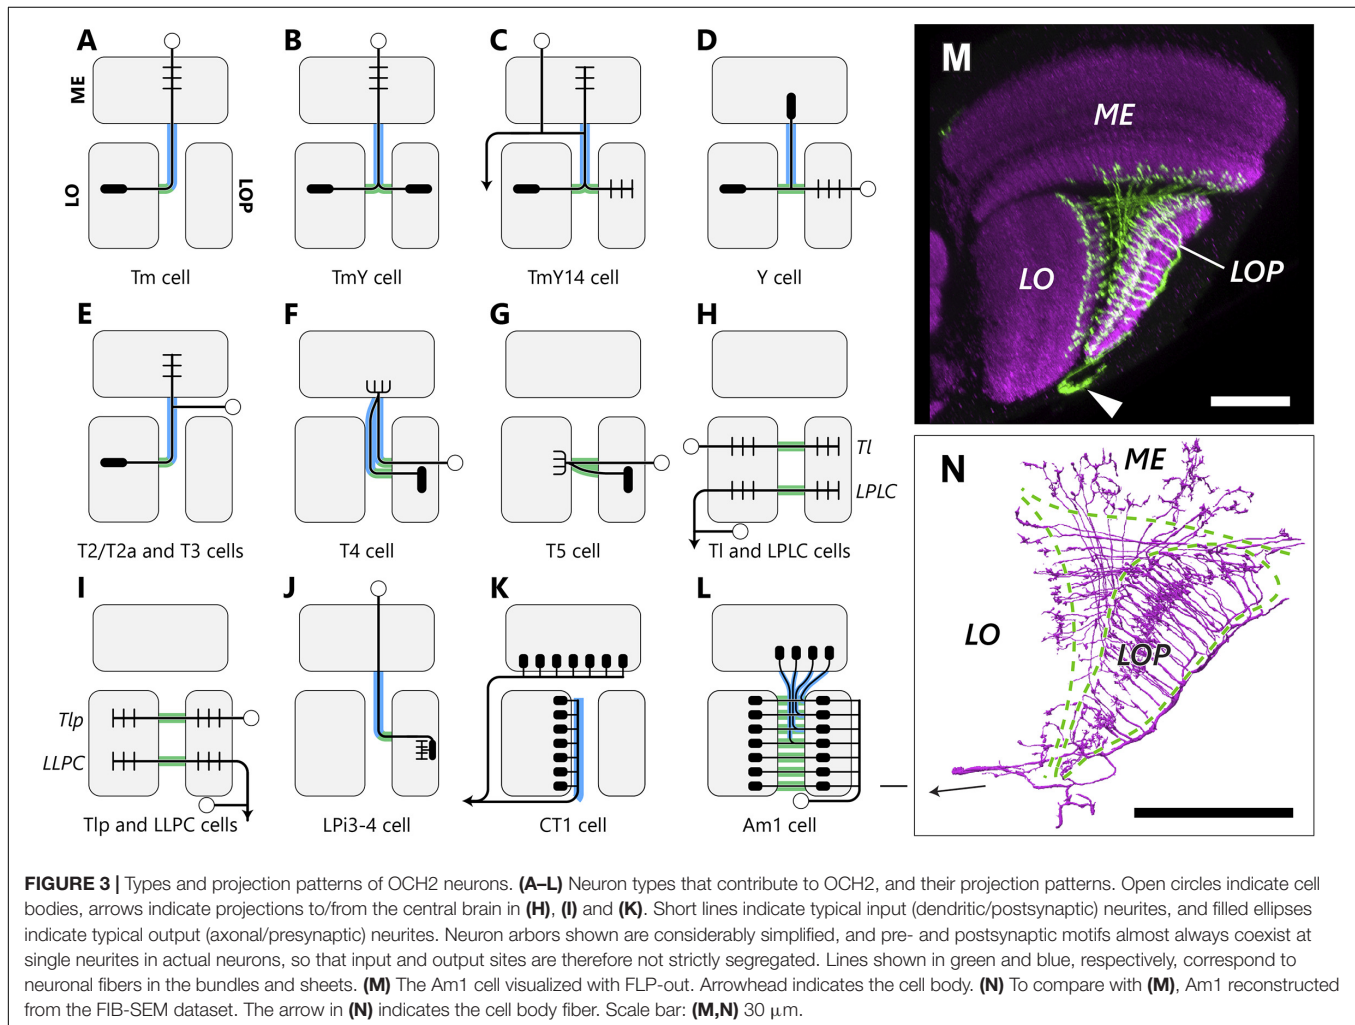 A
B
C
D
ME
LO
LOP
Tm cell
TmY cell
TmY14 cell
Y cell
E
F
G
H
Tl
LPLC
T2/T2a and T3 cells
T4 cell
T5 cell
Tl and LPLC cells
I
J
K
L
Tlp
LLPC
Tlp and LLPC cells
LPi3-4 cell
CT1 cell
Am1 cell
M
ME
LO
LOP
N
ME
LO
LOP
FIGURE 3 | Types and projection patterns of OCH2 neurons. (A–L) Neuron types that contribute to OCH2, and their projection patterns. Open circles indicate cell
bodies, arrows indicate projections to/from the central brain in (H), (I) and (K). Short lines indicate typical input (dendritic/postsynaptic) neurites, and filled ellipses
indicate typical output (axonal/presynaptic) neurites. Neuron arbors shown are considerably simplified, and pre- and postsynaptic motifs almost always coexist at
single neurites in actual neurons, so that input and output sites are therefore not strictly segregated. Lines shown in green and blue, respectively, correspond to
neuronal fibers in the bundles and sheets. (M) The Am1 cell visualized with FLP-out. Arrowhead indicates the cell body. (N) To compare with (M), Am1 reconstructed
from the FIB-SEM dataset. The arrow in (N) indicates the cell body fiber. Scale bar: (M,N) 30 μm.